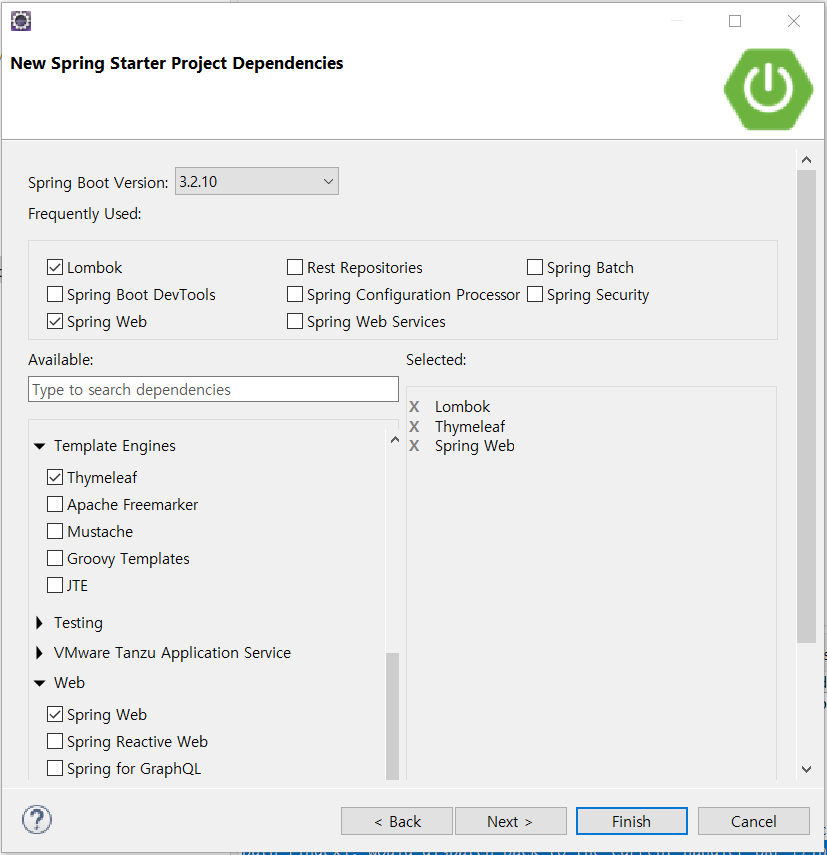 New Spring Starter Project Dependencies
Spring Boot Version: 3.2.10
Frequently Used:
Lombok Rest Repositories Spring Batch
Spring Boot DevTools Spring Configuration Processor Spring Security
Spring Web Spring Web Services
Available: Selected:
Type to search dependencies
X Lombok
X Thymeleaf
X Spring Web
Template Engines
Thymeleaf
Apache Freemarker
Mustache
Groovy Templates
JTE
Testing
VMware Tanzu Application Service
Web
Spring Web
Spring Reactive Web
Spring for GraphQL
? < Back Next > Finish Cancel